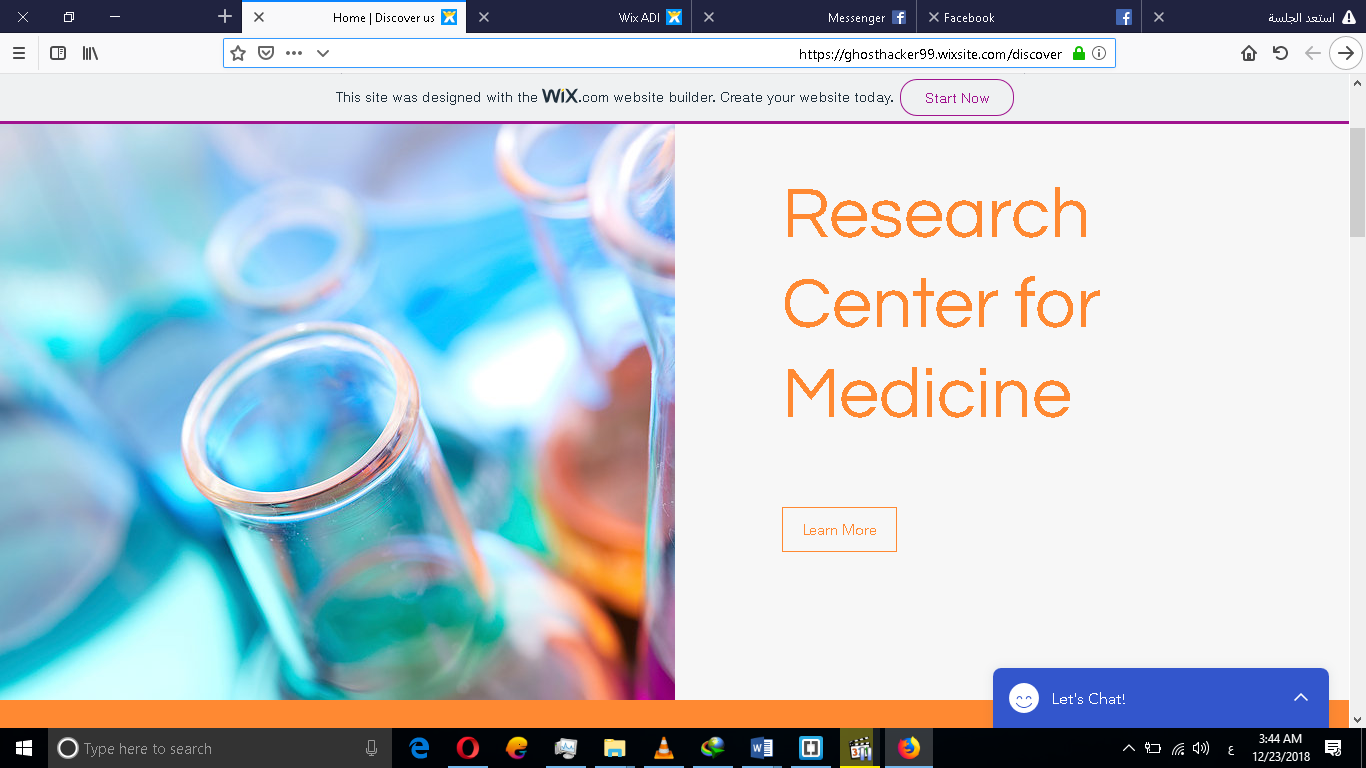 Home | Discover us
Wix ADI
Messenger
Facebook
استعد الجلسة
https://ghosthacker99.wixsite.com/discover
This site was designed with the WiX.com website builder. Create your website today.
Start Now
Research
Center for
Medicine
Learn More
Let's Chat!
Type here to search
ع
3:44 AM
12/23/2018